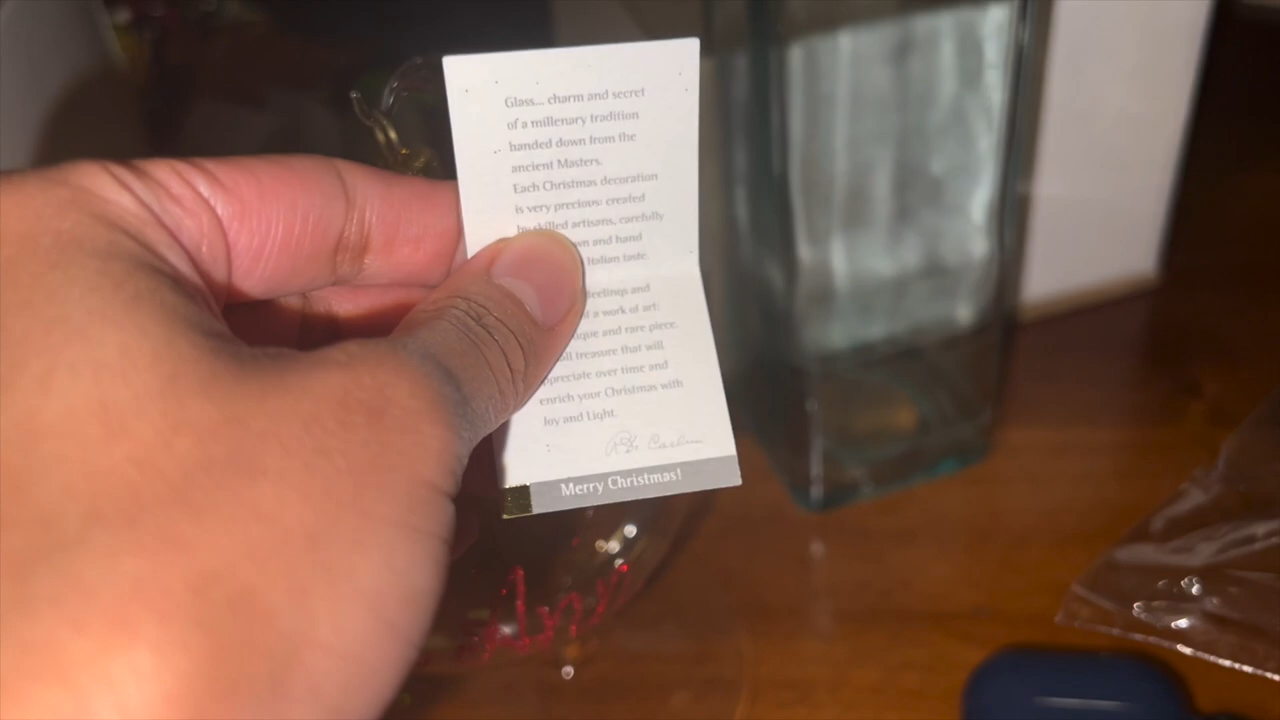 Glass... charm and secret
of a millenary tradition
handed down from the
ancient Masters.
Each Christmas decoration
is very precious: created
by skilled artisans, carefully
and hand
Italian taste.
feelings and
a work of art:
and rare piece.
treasure that will
appreciate over time and
enrich your Christmas with
Joy and Light.
Merry Christmas!